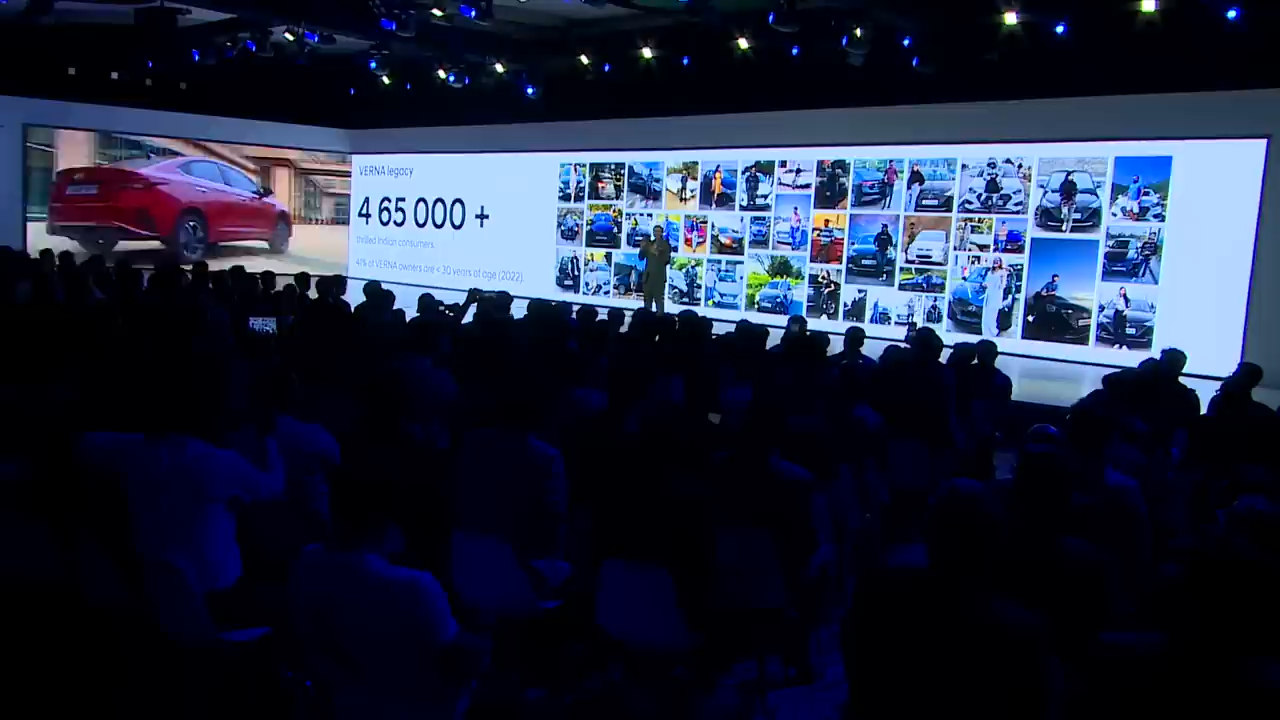 VERNA legacy
4 65 000 +
thrilled Indian consumers.
41% of VERNA owners are < 30 years of age (2022).